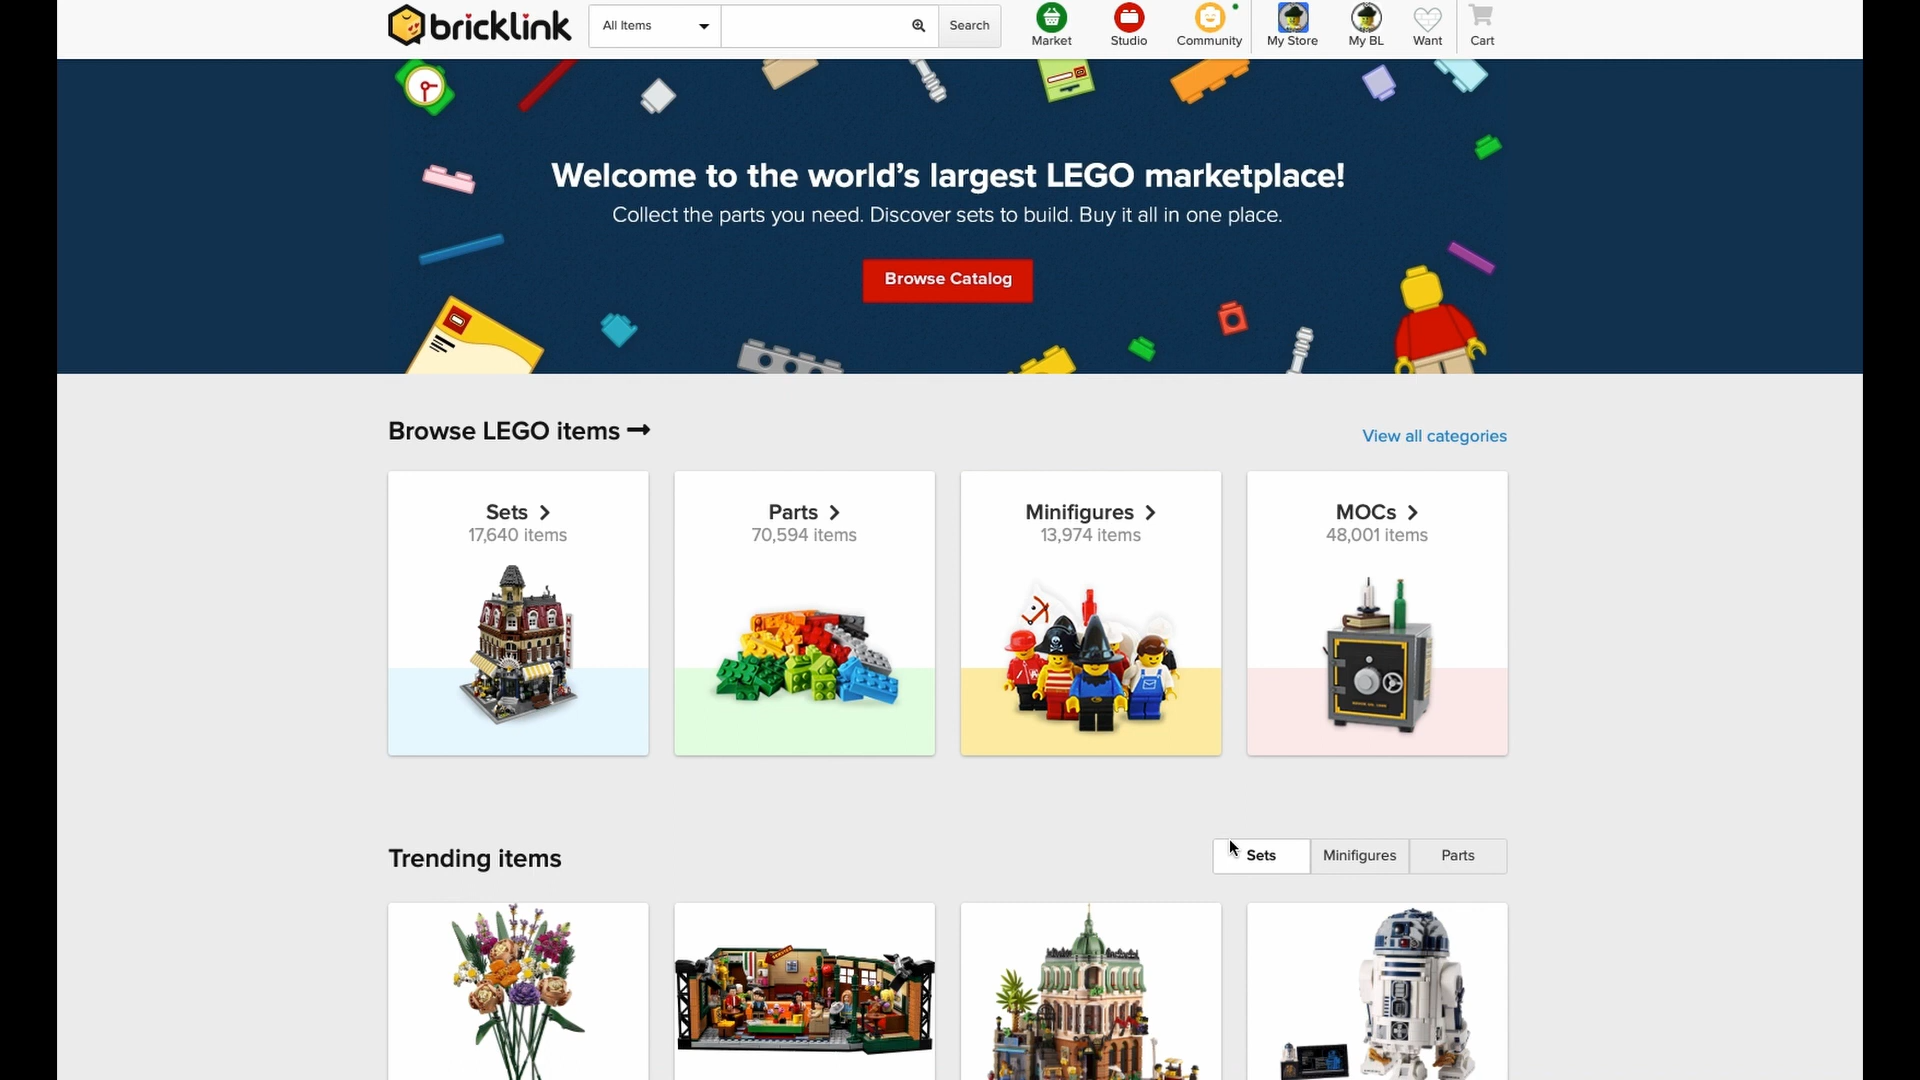 bricklink
All Items
Search
Market
Studio
Community
My Store
My BL
Want
Cart
Welcome to the world's largest LEGO marketplace!
Collect the parts you need. Discover sets to build. Buy it all in one place.
Browse Catalog
Browse LEGO items
View all categories
Sets
17,640 items
Parts
70,594 items
Minifigures
13,974 items
MOCs
48,001 items
Trending items
Sets
Minifigures
Parts